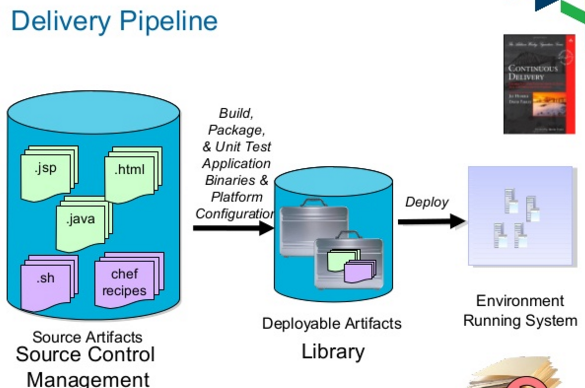 Delivery Pipeline
CONTINUOUS
DELIVERY
Build,
Package,
& Unit Test
Application
Binaries &
Platform
Configuration
.jsp
.html
.java
.sh
chef
recipes
Deploy
Source Artifacts
Source Control
Management
Deployable Artifacts
Library
Environment
Running System